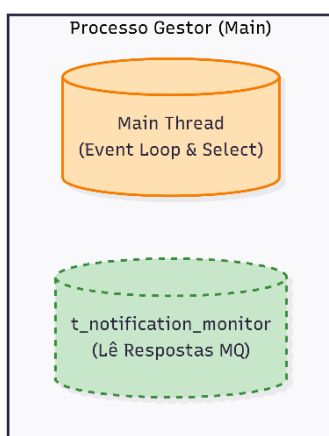 Processo Gestor (Main)
Main Thread
(Event Loop & Select)
t_notification_monitor
(Lê Respostas MQ)